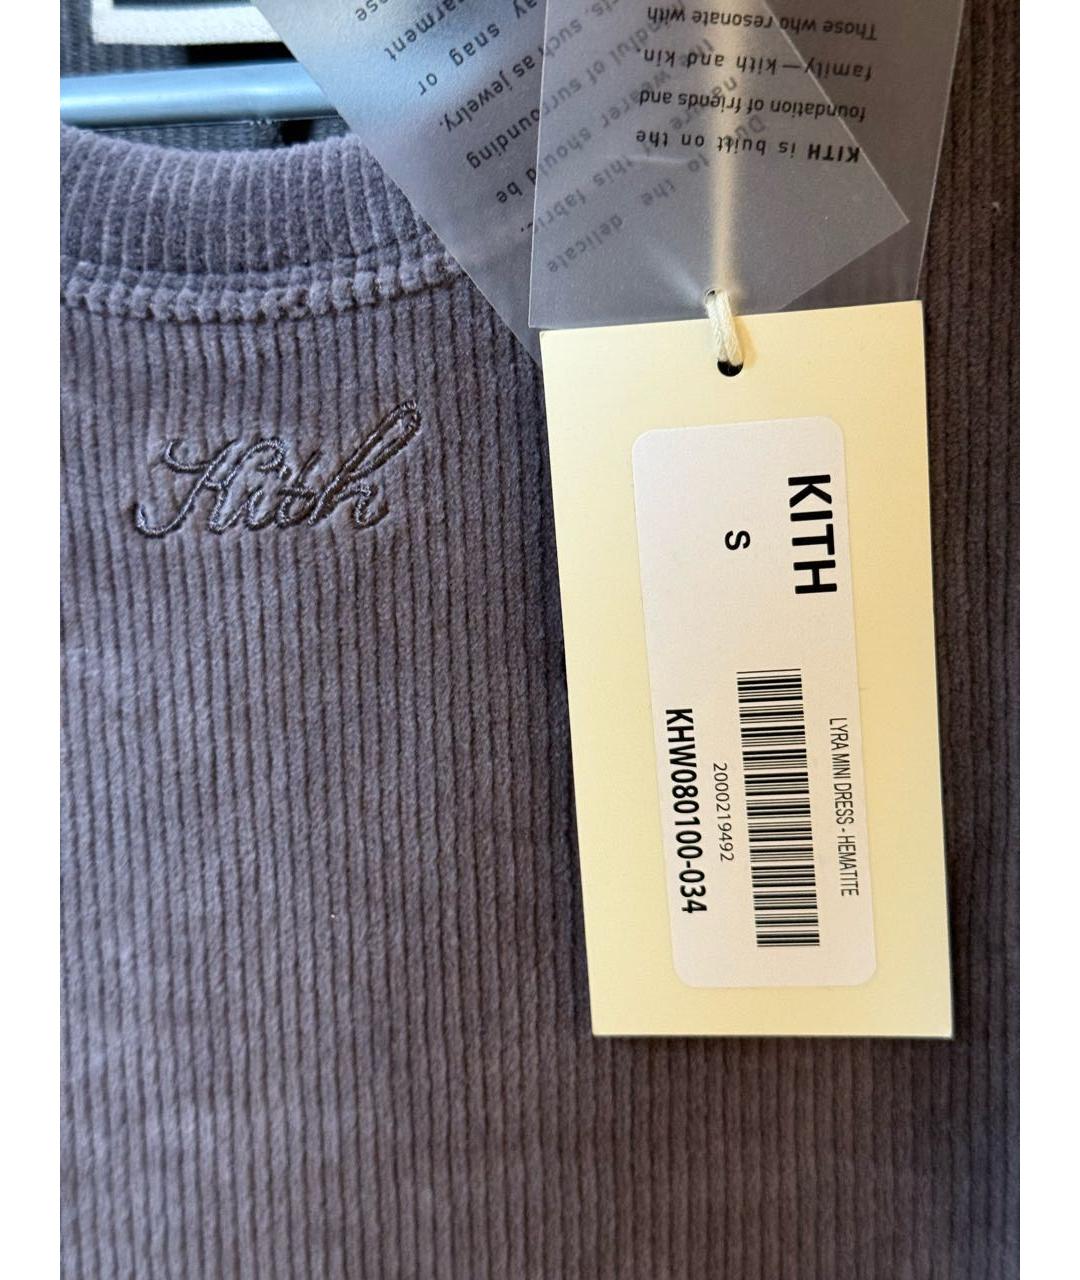 Kith
KITH
S
LYRA MINI DRESS - HEMATITE
2000219492
KHW080100-034
KITH is built on the
foundation of friends and
family—kith and kin
Those who resonate with
Due to the delicate
nature of this fabric,
wearer should be
mindful of surrounding
such as jewelry,
snag or
garment